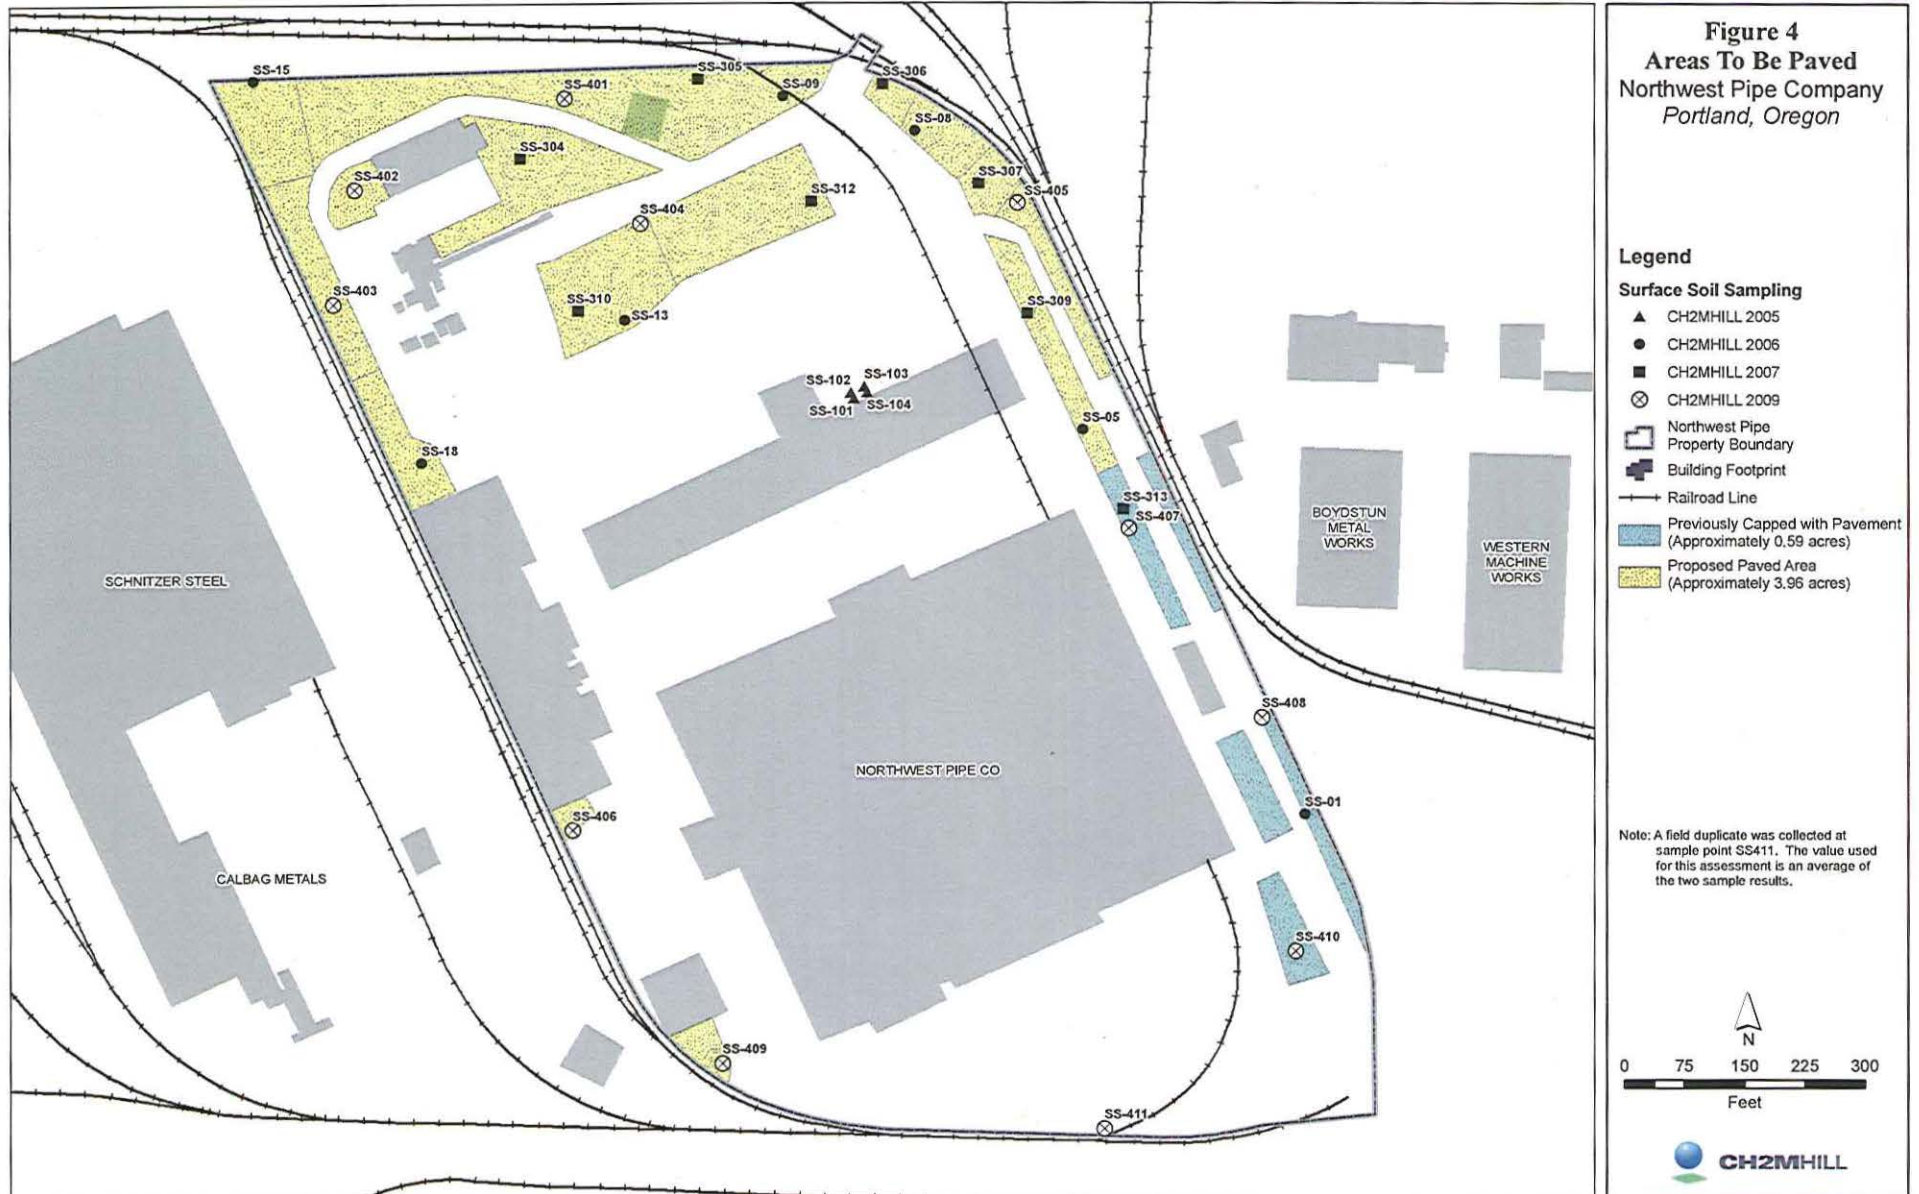 Figure 4
Areas To Be Paved
Northwest Pipe Company
Portland, Oregon
Legend
Surface Soil Sampling
CH2MHILL 2005
CH2MHILL 2006
CH2MHILL 2007
CH2MHILL 2009
Northwest Pipe
Property Boundary
Building Footprint
Railroad Line
Previously Capped with Pavement
(Approximately 0.59 acres)
Proposed Paved Area
(Approximately 3.96 acres)
Note: A field duplicate was collected at
sample point SS411. The value used
for this assessment is an average of
the two sample results.
N
0 75 150 225 300
Feet
CH2MHILL
SS-15
SS-305
SS-306
SS-401
SS-09
SS-08
SS-304
SS-402
SS-307
SS-312
SS-405
SS-404
SS-403
SS-310
SS-13
SS-309
SS-102
SS-103
SS-101
SS-104
SS-05
SS-18
SS-313
SS-407
BOYDSTUN
METAL
WORKS
WESTERN
MACHINE
WORKS
SCHNITZER STEEL
SS-408
NORTHWEST PIPE CO
SS-01
SS-406
CALBAG METALS
SS-410
SS-409
SS-411